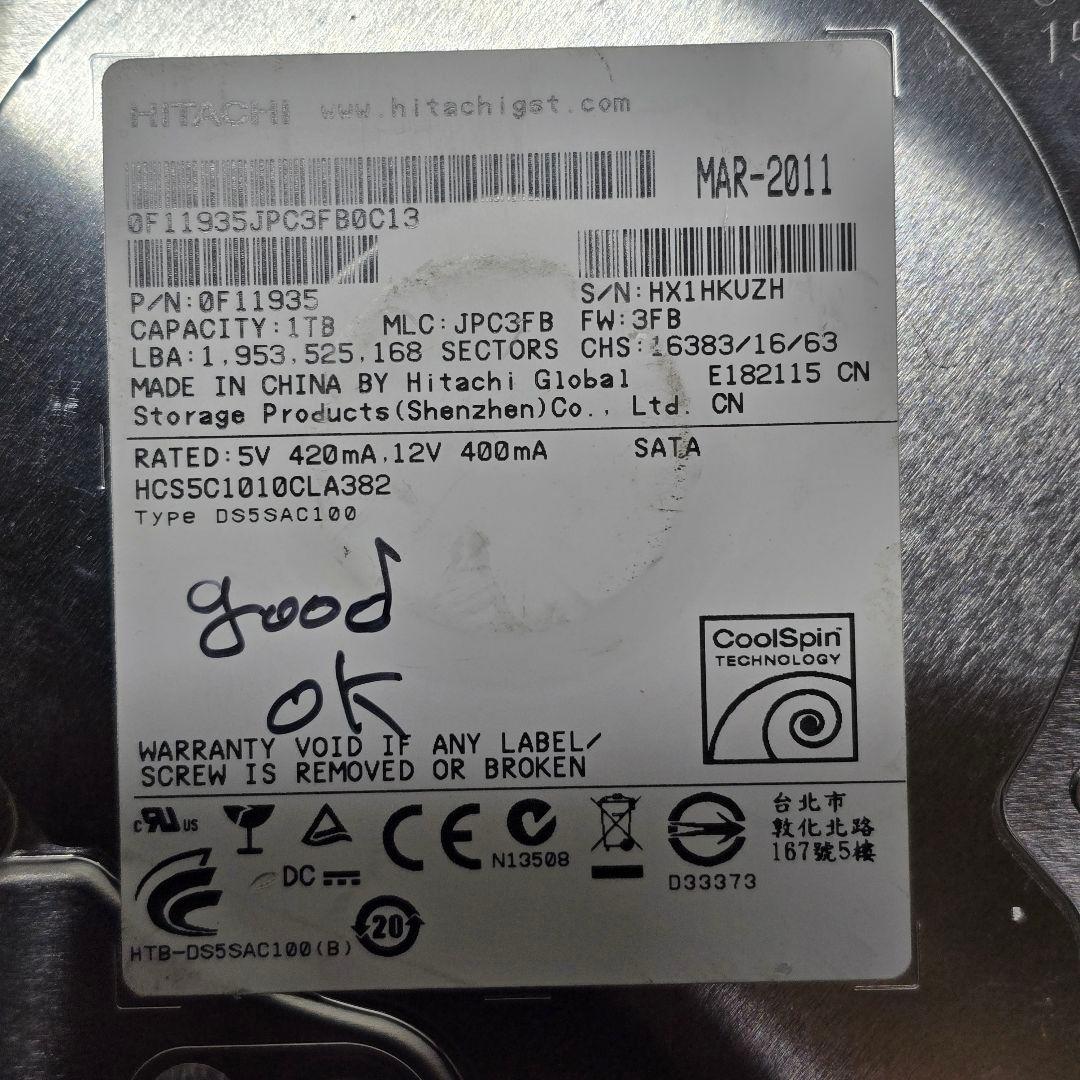 HITACHI www.hitachigst.com
MAR-2011
0F11935JPC3FB0C13
P/N:0F11935 S/N:HX1HKUZH
CAPACITY:1TB MLC:JPC3FB FW:3FB
LBA:1,953,525,168 SECTORS CHS:16383/16/63
MADE IN CHINA BY Hitachi Global E182115 CN
Storage Products(Shenzhen)Co., Ltd. CN
RATED:5V 420mA,12V 400mA SATA
HCS5C1010CLA382
Type DS5SAC100
good
ok
CoolSpin™
TECHNOLOGY
WARRANTY VOID IF ANY LABEL/
SCREW IS REMOVED OR BROKEN
c RU US
CE
N13508
D33373
台北市
敦化北路
167號5樓
DC
20
HTB-DS5SAC100(B)